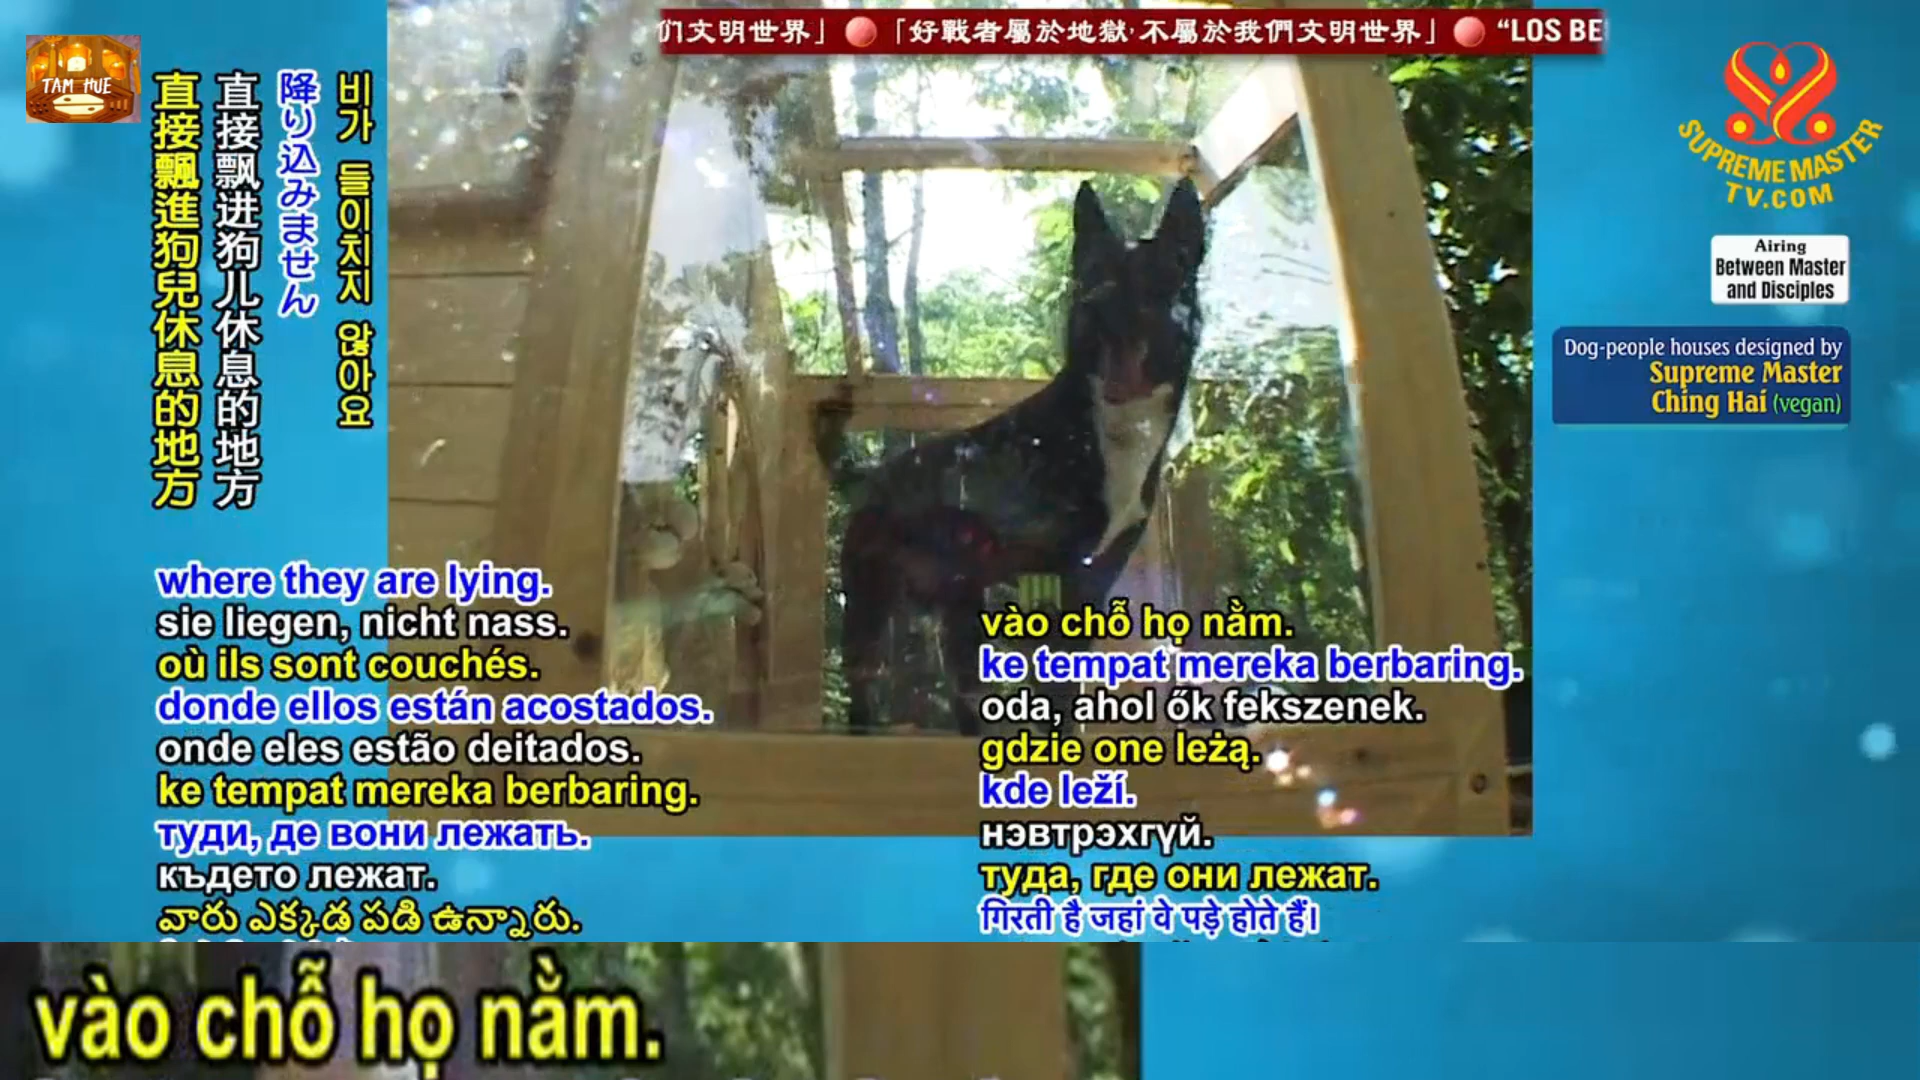 TAM HUE
们文明世界」 「好戰者屬於地獄，不屬於我們文明世界」 “LOS BE
SUPREME MASTER
TV.COM
Airing
Between Master
and Disciples
Dog-people houses designed by
Supreme Master
Ching Hai (vegan)
비가 들이치지 않아요
降り込みません
直接飘进狗儿休息的地方
直接飄進狗兒休息的地方
where they are lying.
sie liegen, nicht nass.
où ils sont couchés.
donde ellos están acostados.
onde eles estão deitados.
ke tempat mereka berbaring.
туди, де вони лежать.
където лежат.
వారు ఎక్కడ పడి ఉన్నారు.
vào chỗ họ nằm.
ke tempat mereka berbaring.
oda, ahol ők fekszenek.
gdzie one leżą.
kde leží.
нэвтрэхгүй.
туда, где они лежат.
गिरती है जहां वे पड़े होते हैं।
vào chỗ họ nằm.